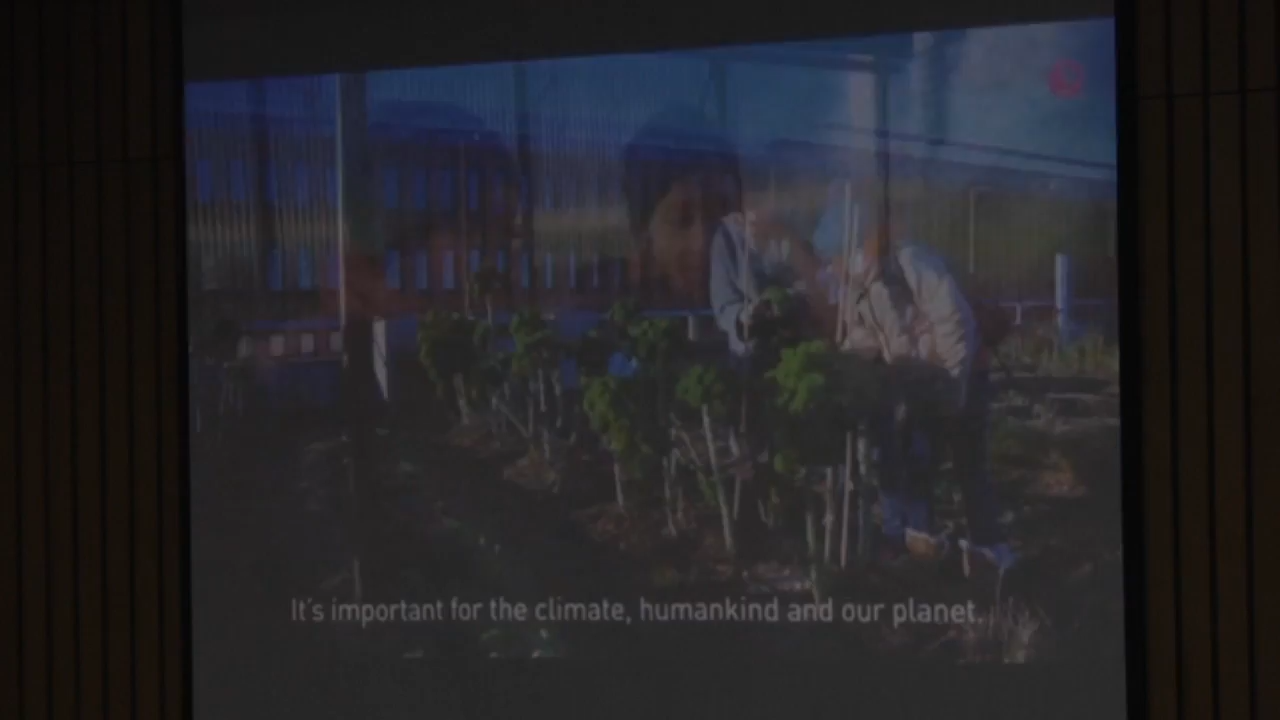 It's important for the climate, humankind and our planet.